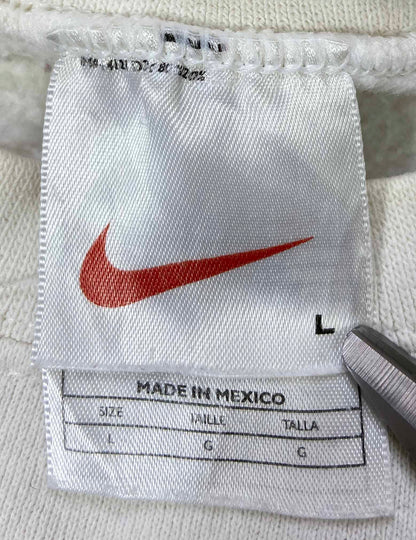 L
MADE IN MEXICO
SIZE TAILLE TALLA
L G G